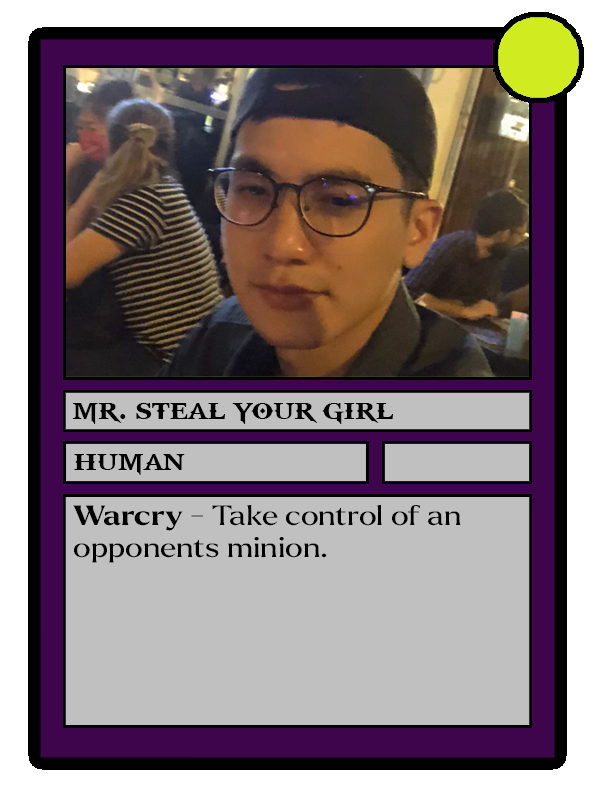 MR. STEAL YOUR GIRL
HUMAN
Warcry – Take control of an
opponents minion.